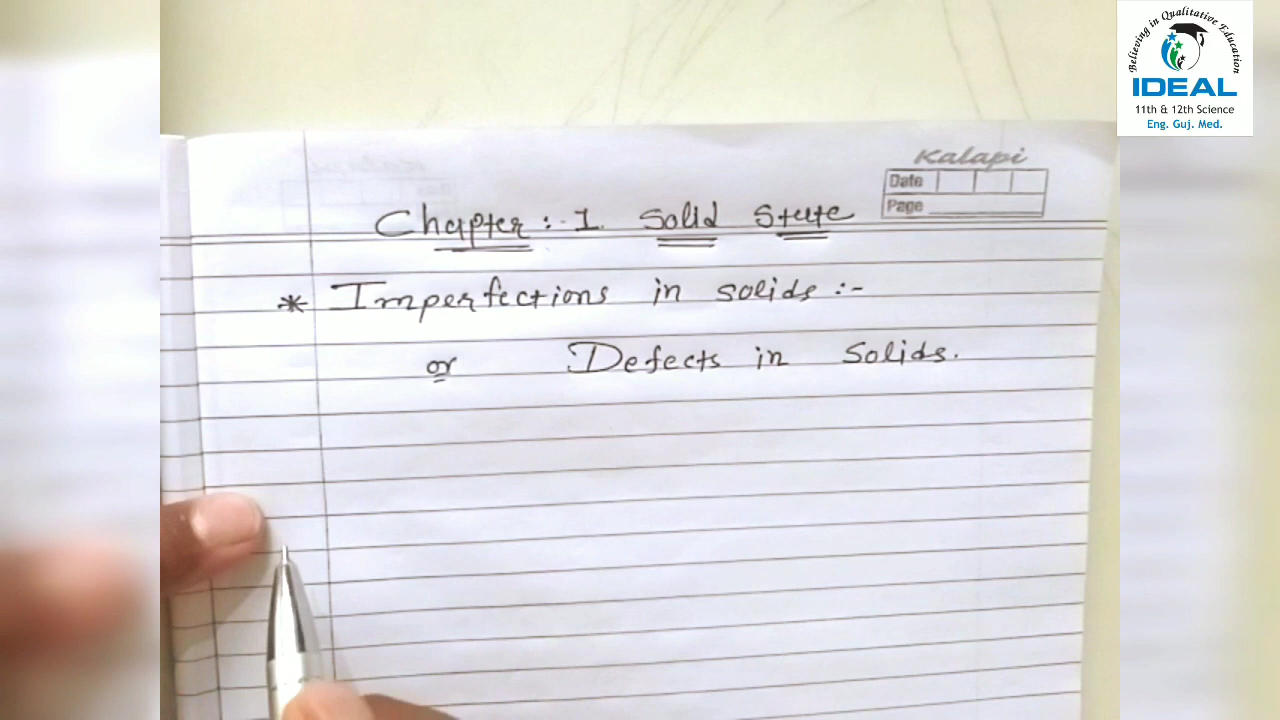 Believing in Qualitative Education
IDEAL
11th & 12th Science
Eng. Guj. Med.
Kalapi
Date
Page
Chapter :- 1. Solid State
* Imperfections in solids :-
or Defects in Solids.